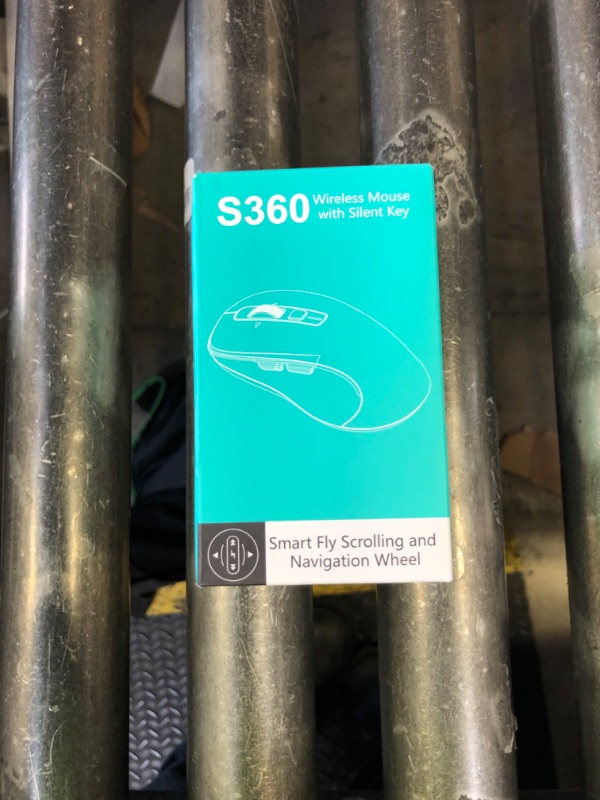 S360 Wireless Mouse
with Silent Key
Smart Fly Scrolling and
Navigation Wheel